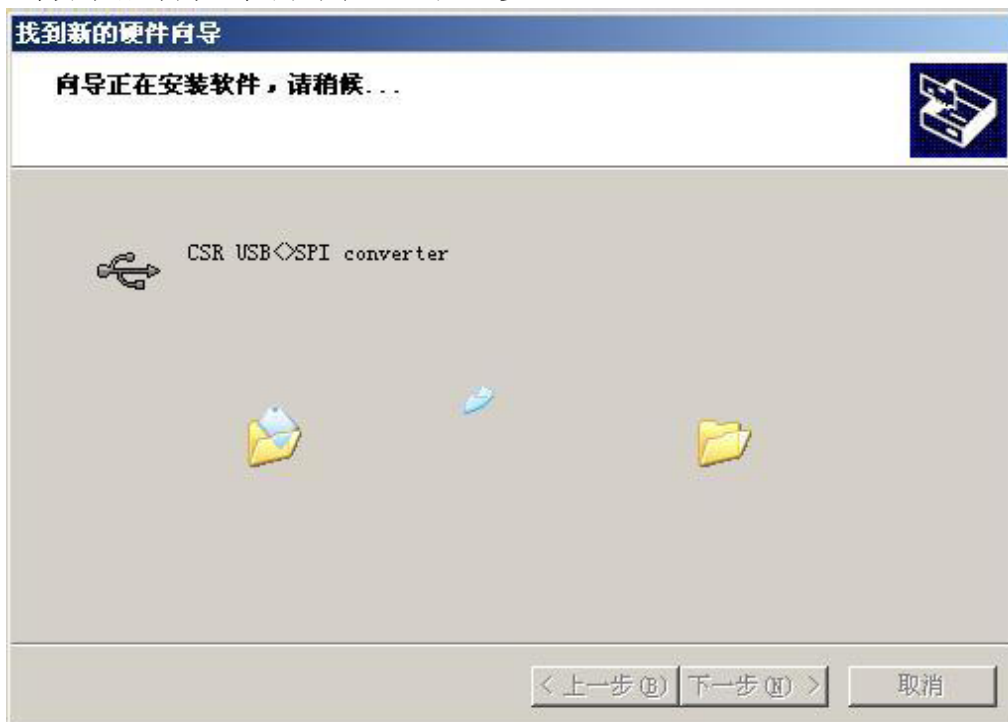 找到新的硬件向导
向导正在安装软件，请稍候...
CSR USB<>SPI converter
< 上一步(B)
下一步(N) >
取消